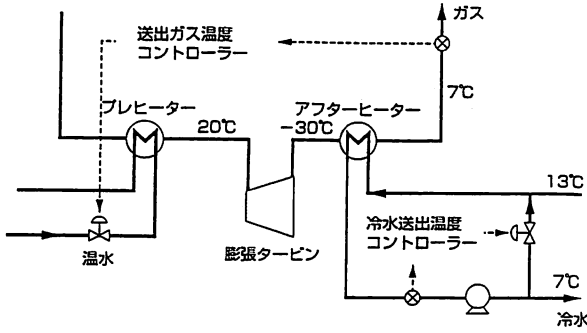 ガス
送出ガス温度
コントローラー
7℃
プレヒーター
アフターヒーター
20℃
-30℃
13℃
冷水送出温度
コントローラー
膨張タービン
温水
7℃
冷水